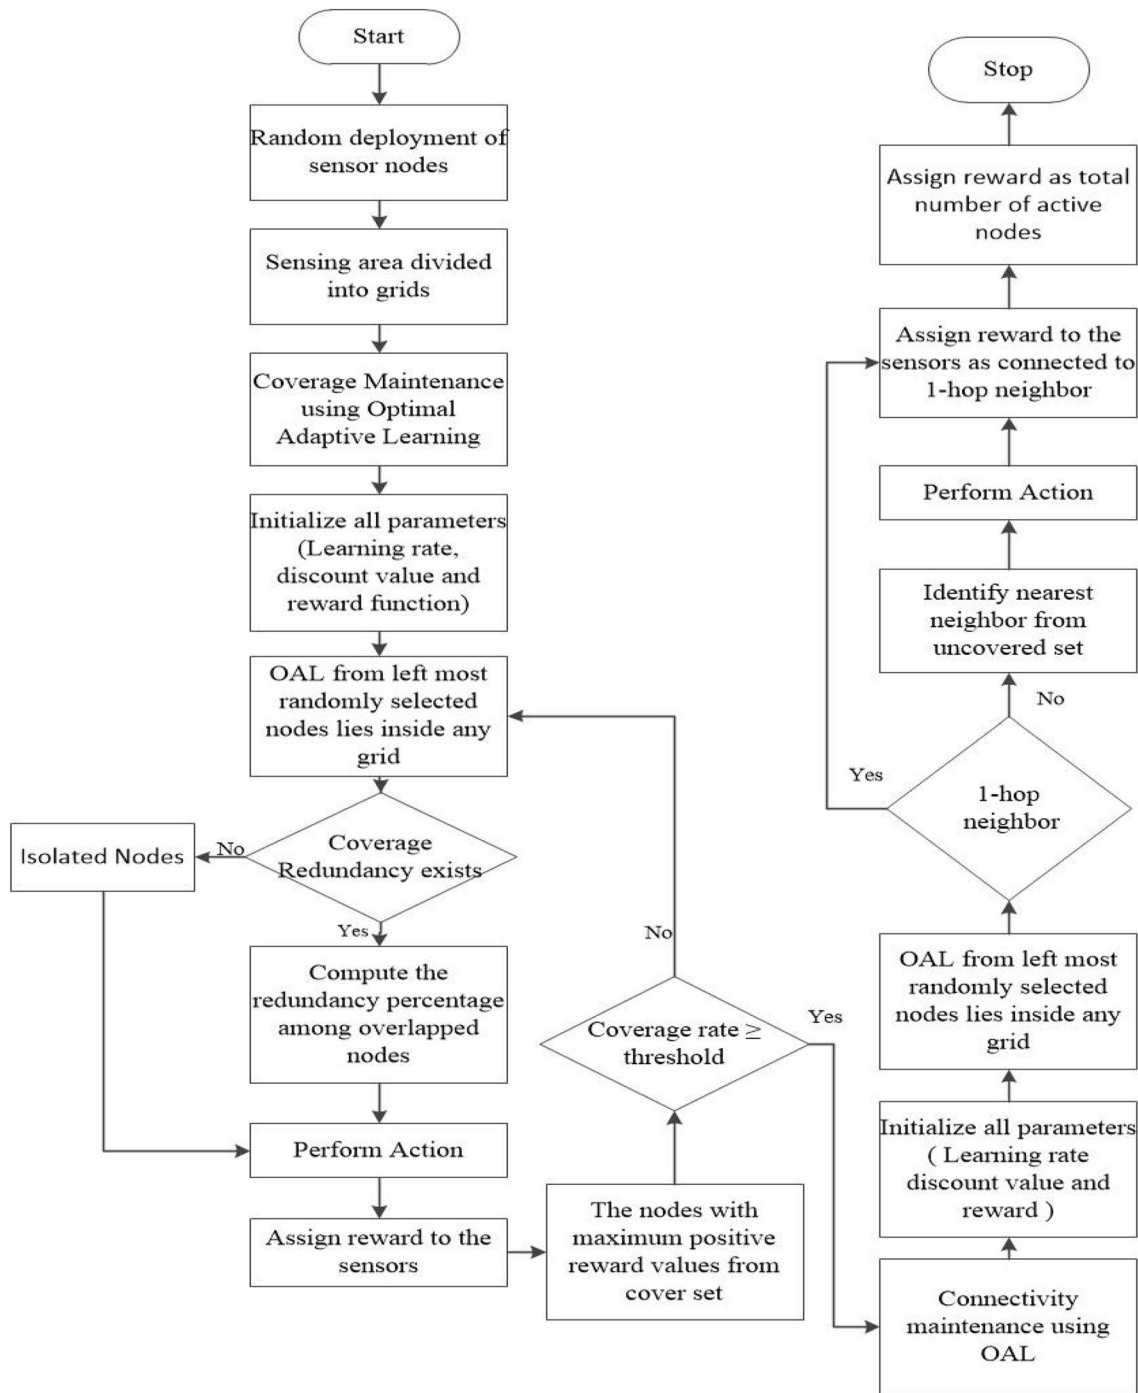 Start
Random deployment of
sensor nodes
Sensing area divided
into grids
Coverage Maintenance
using Optimal
Adaptive Learning
Initialize all parameters
(Learning rate,
discount value and
reward function)
OAL from left most
randomly selected
nodes lies inside any
grid
Coverage
Redundancy exists
No
Isolated Nodes
Yes
Compute the
redundancy percentage
among overlapped
nodes
Perform Action
Assign reward to the
sensors
The nodes with
maximum positive
reward values from
cover set
Coverage rate ≥
threshold
No
Yes
Connectivity
maintenance using
OAL
Initialize all parameters
( Learning rate
discount value and
reward )
OAL from left most
randomly selected
nodes lies inside any
grid
1-hop
neighbor
Yes
No
Identify nearest
neighbor from
uncovered set
Perform Action
Assign reward to the
sensors as connected to
1-hop neighbor
Assign reward as total
number of active
nodes
Stop